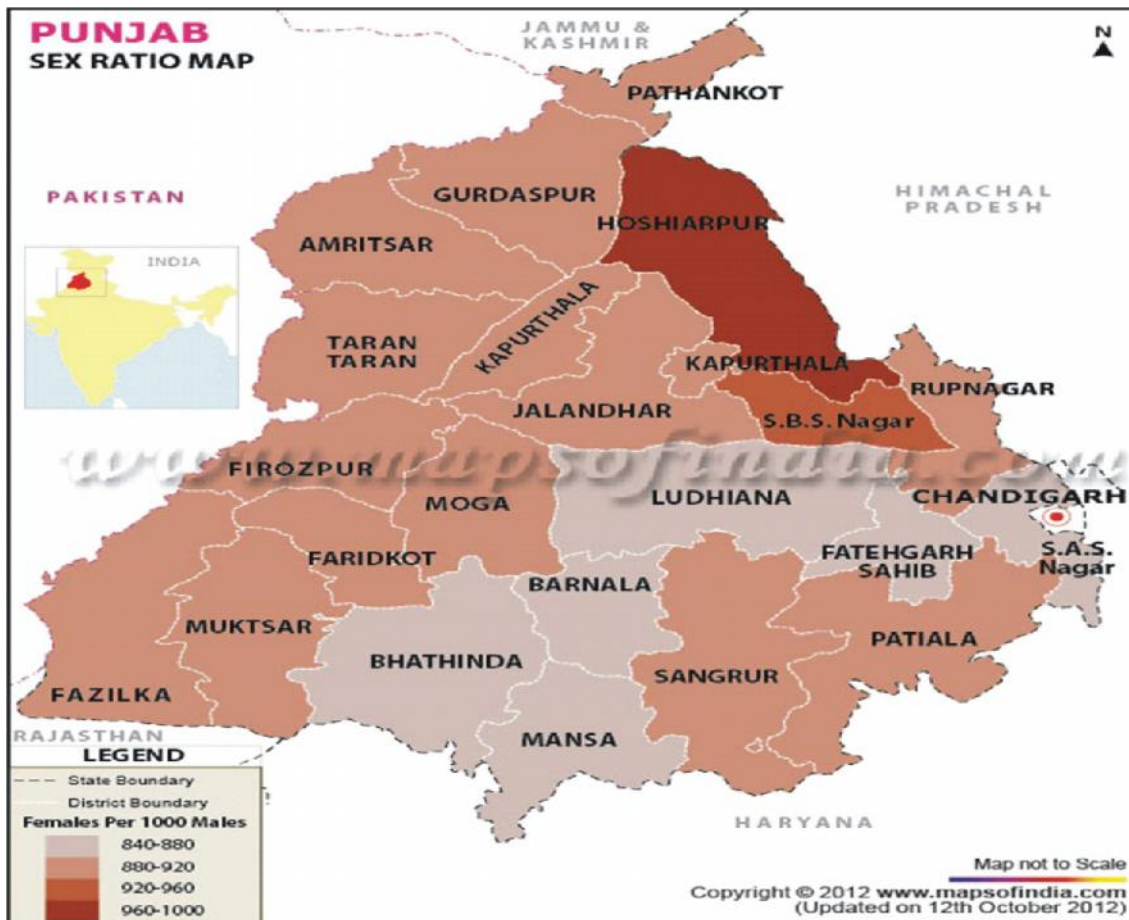 PUNJAB
SEX RATIO MAP
JAMMU &
KASHMIR
N
PATHANKOT
PAKISTAN
GURDASPUR
HOSHIARPUR
HIMACHAL
PRADESH
AMRITSAR
INDIA
TARAN
TARAN
KAPURTHALA
KAPURTHALA
RUPNAGAR
JALANDHAR
S.B.S. Nagar
www.mapsofindia.com
FIROZPUR
MOGA
LUDHIANA
CHANDIGARH
FARIDKOT
BARNALA
FATEHGARH
SAHIB
S.A.S.
Nagar
MUKTSAR
BHATHINDA
SANGRUR
PATIALA
FAZILKA
MANSA
RAJASTHAN
HARYANA
LEGEND
State Boundary
District Boundary
Females Per 1000 Males
840-880
880-920
920-960
960-1000
Map not to Scale
Copyright © 2012 www.mapsofindia.com
(Updated on 12th October 2012)